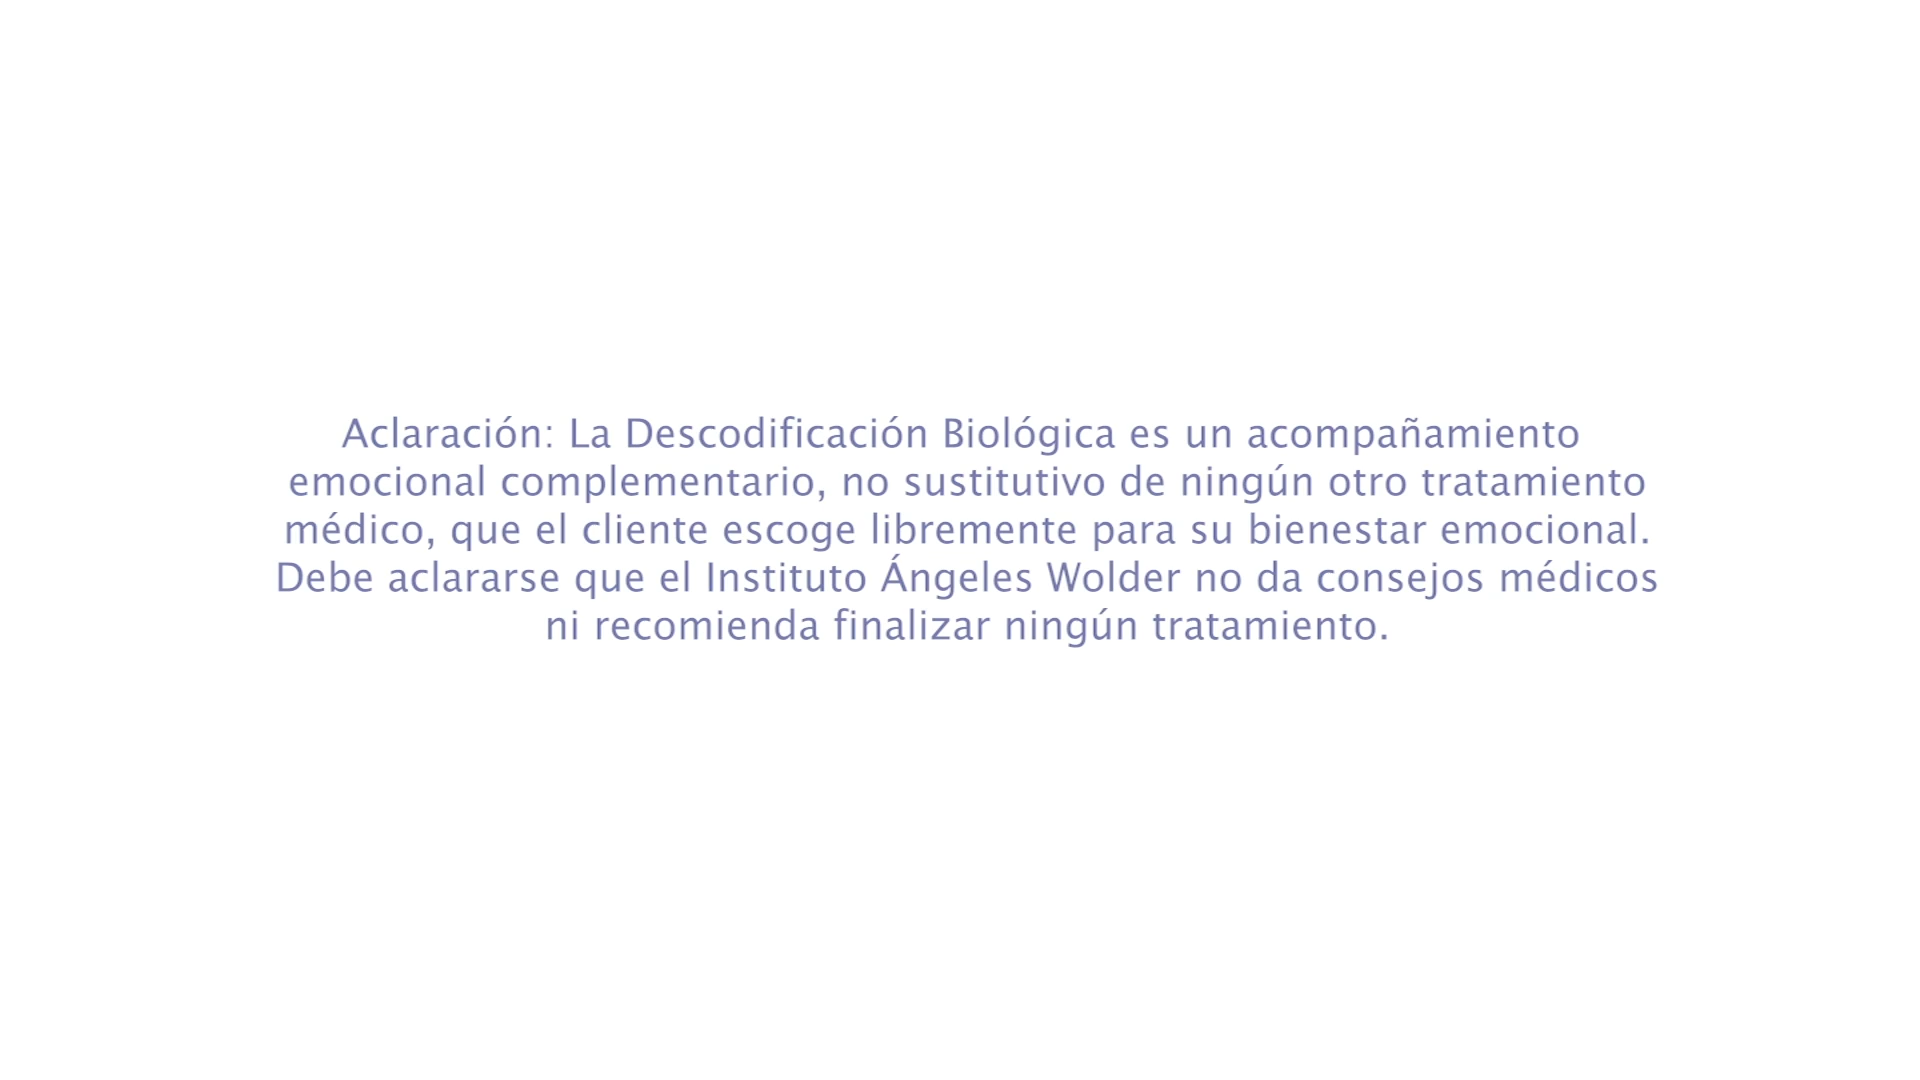 Aclaración: La Descodificación Biológica es un acompañamiento
emocional complementario, no sustitutivo de ningún otro tratamiento
médico, que el cliente escoge libremente para su bienestar emocional.
Debe aclararse que el Instituto Ángeles Wolder no da consejos médicos
ni recomienda finalizar ningún tratamiento.